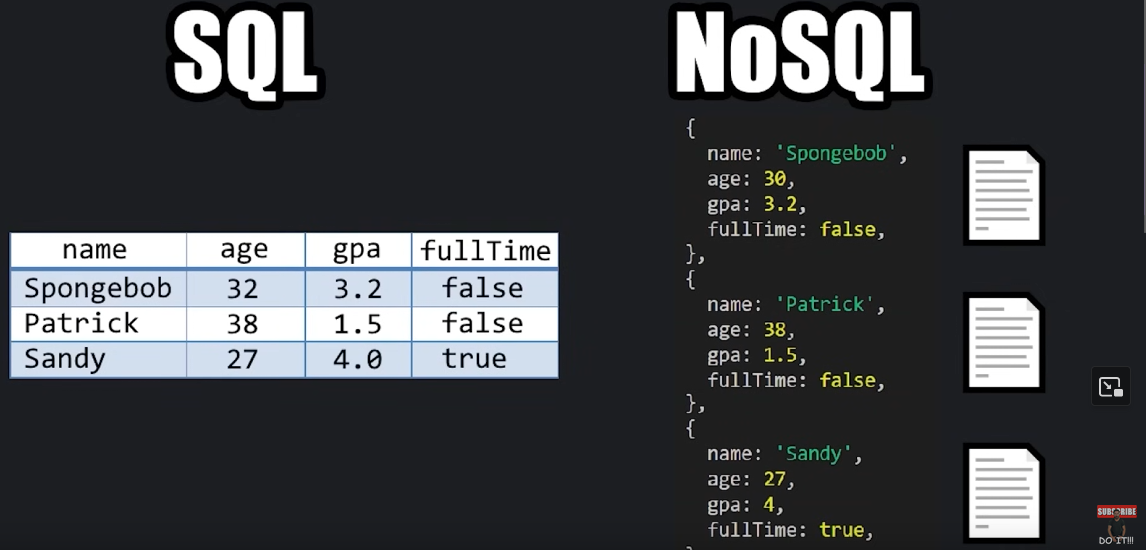 SQL
NoSQL
name age gpa fullTime
Spongebob 32 3.2 false
Patrick 38 1.5 false
Sandy 27 4.0 true
{
name: 'Spongebob',
age: 30,
gpa: 3.2,
fullTime: false,
},
{
name: 'Patrick',
age: 38,
gpa: 1.5,
fullTime: false,
},
{
name: 'Sandy',
age: 27,
gpa: 4,
fullTime: true,
SUBSCRIBE
DO IT!!!